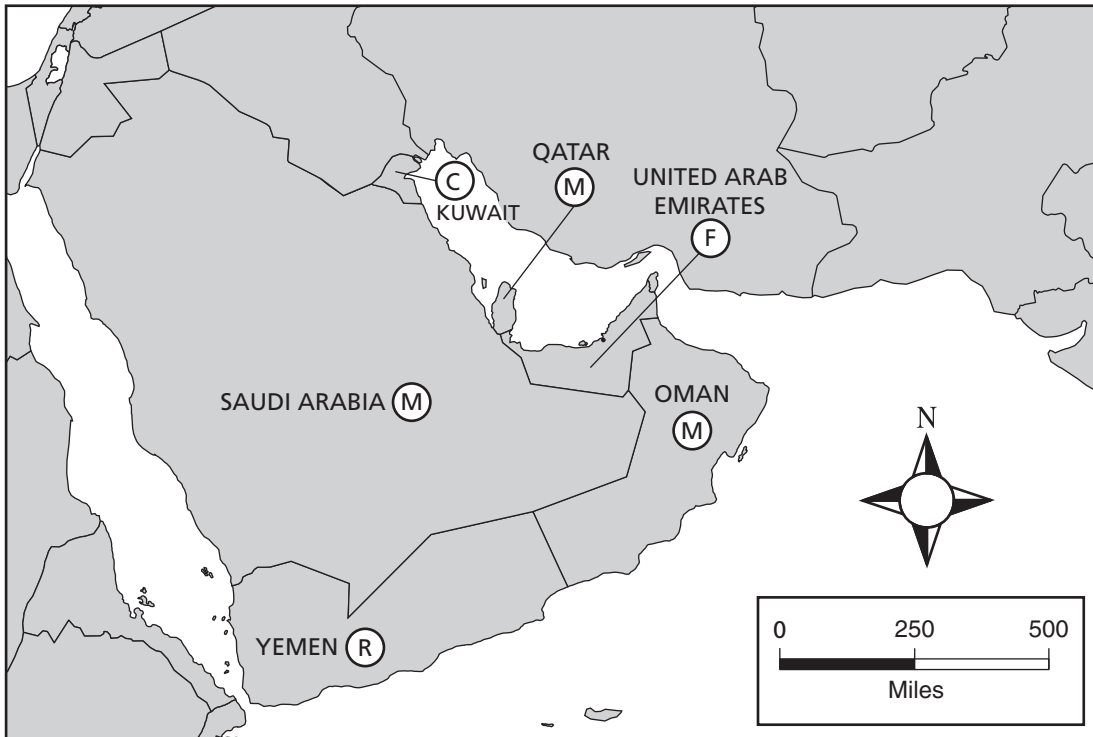 QATAR
M
UNITED ARAB
EMIRATES
F
C
KUWAIT
SAUDI ARABIA M
OMAN
M
N
YEMEN R
0 250 500
Miles